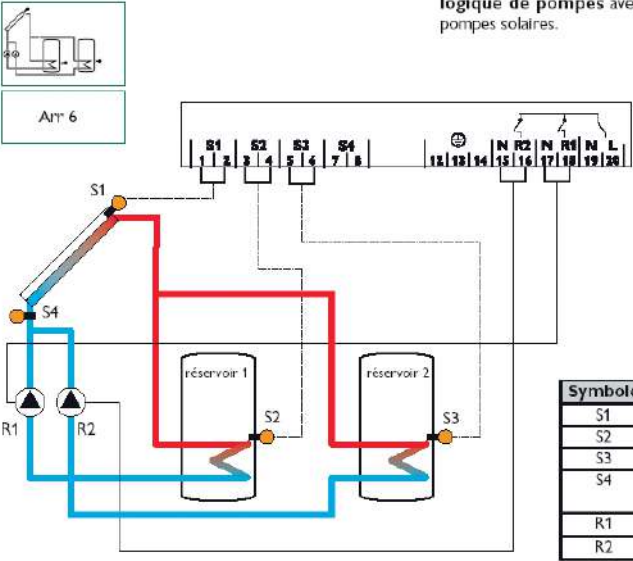 logique de pompes ave
pompes solaires.
Arr 6
S1 S2 S3 S4
1 2 3 4 5 6 7 8
N R2 N R1 N L
12 13 14 15 16 17 18 19 20
S1
S4
réservoir 1
réservoir 2
S2
S3
R1
R2
Symbole
S1
S2
S3
S4
R1
R2